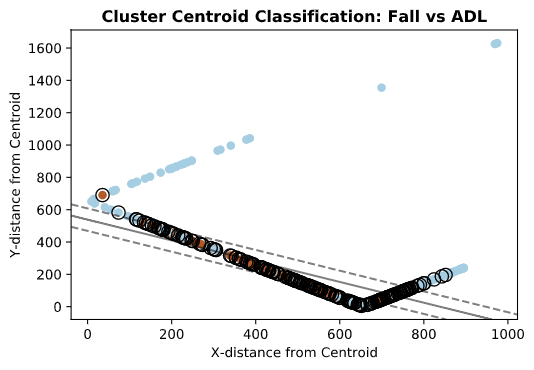 Cluster Centroid Classification: Fall vs ADL
Y-distance from Centroid
1600
1400
1200
1000
800
600
400
200
0
0 200 400 600 800 1000
X-distance from Centroid